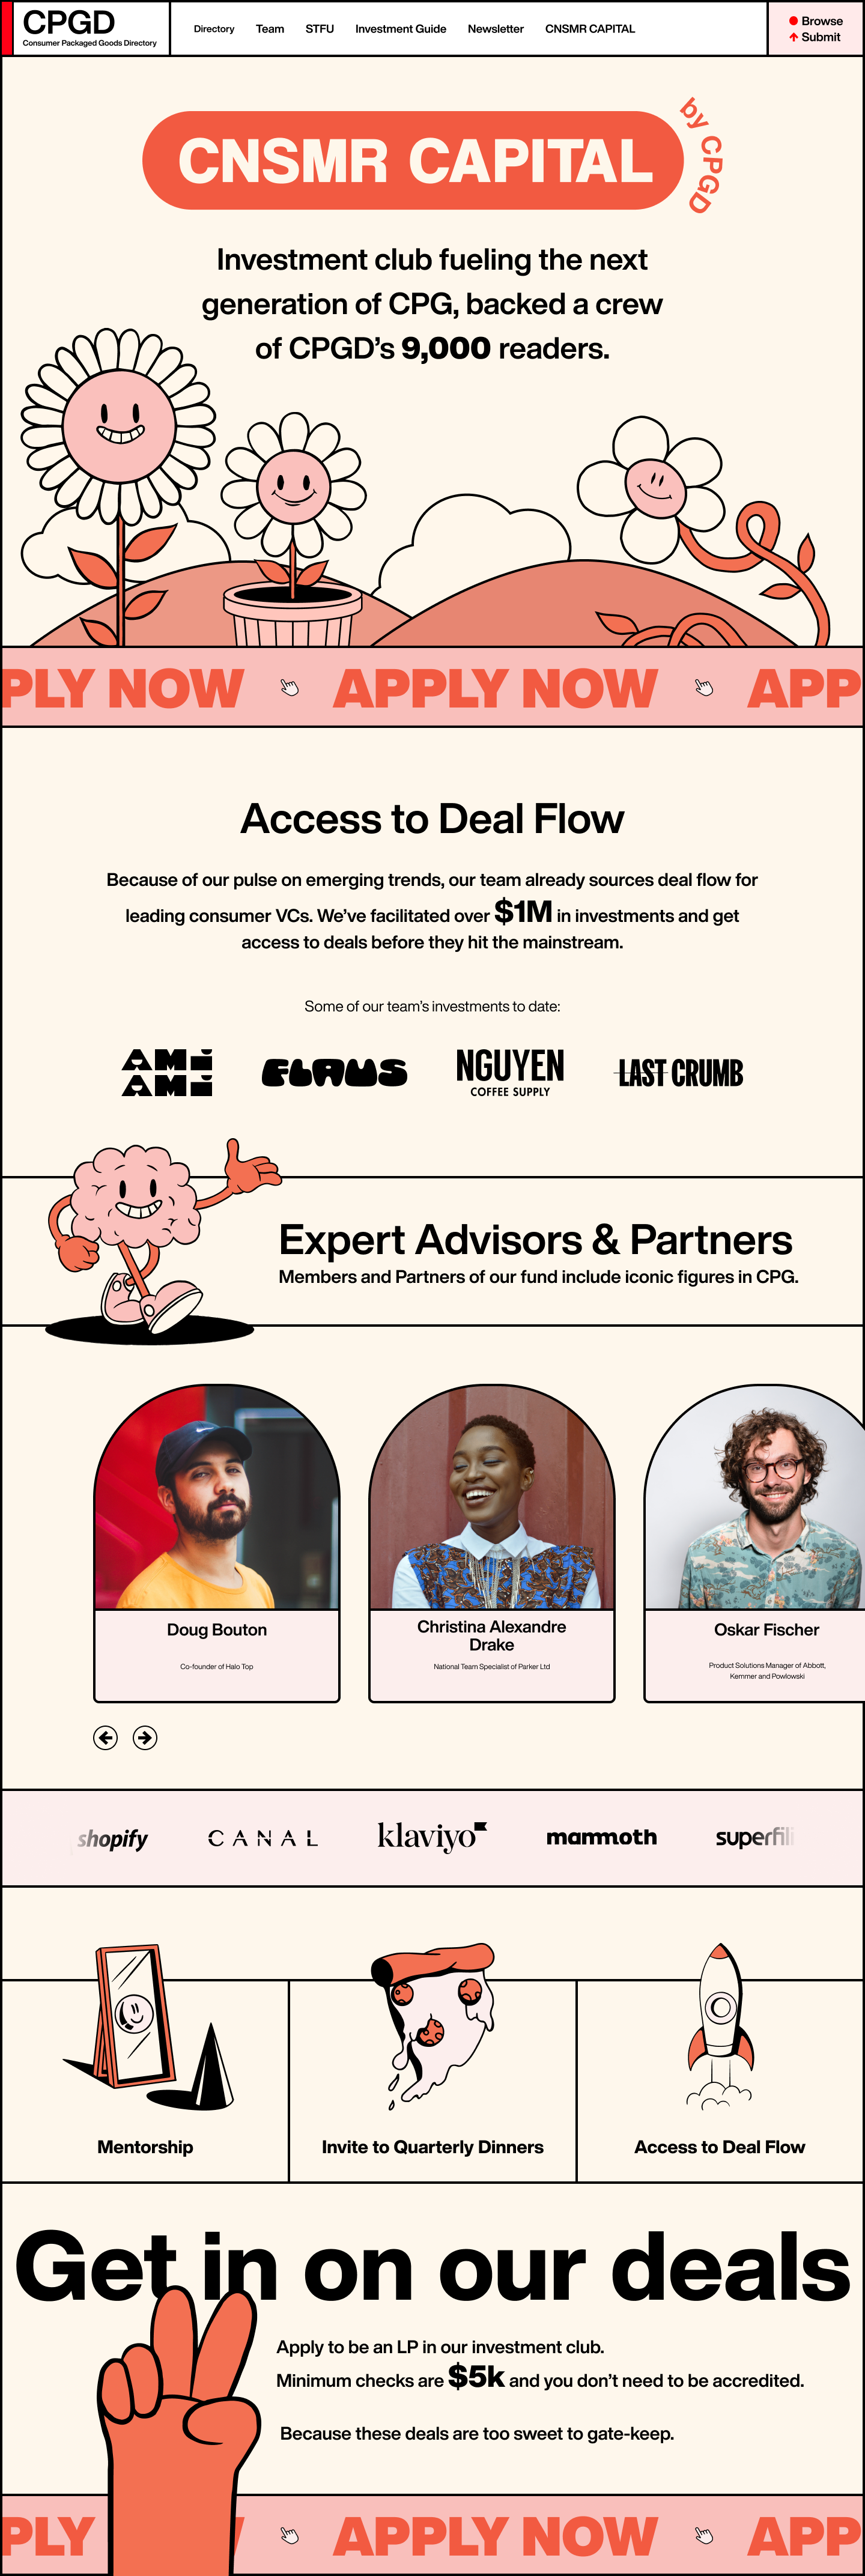 CPGD
Consumer Packaged Goods Directory
Directory
Team
STFU
Investment Guide
Newsletter
CNSMR CAPITAL
Browse
Submit
CNSMR CAPITAL
by CPGD
Investment club fueling the next
generation of CPG, backed a crew
of CPGD’s 9,000 readers.
PLY NOW APPLY NOW APP
Access to Deal Flow
Because of our pulse on emerging trends, our team already sources deal flow for
leading consumer VCs. We’ve facilitated over $1M in investments and get
access to deals before they hit the mainstream.
Some of our team’s investments to date:
AMi
AMi
FLAUS
NGUYEN
COFFEE SUPPLY
LAST CRUMB
Expert Advisors & Partners
Members and Partners of our fund include iconic figures in CPG.
Doug Bouton
Co-founder of Halo Top
Christina Alexandre
Drake
National Team Specialist of Parker Ltd
Oskar Fischer
Product Solutions Manager of Abbott,
Kemmer and Powlowski
shopify
CANAL
klaviyo
mammoth
superfili
Mentorship
Invite to Quarterly Dinners
Access to Deal Flow
Get in on our deals
Apply to be an LP in our investment club.
Minimum checks are $5k and you don’t need to be accredited.
Because these deals are too sweet to gate-keep.
PLY W APPLY NOW APP